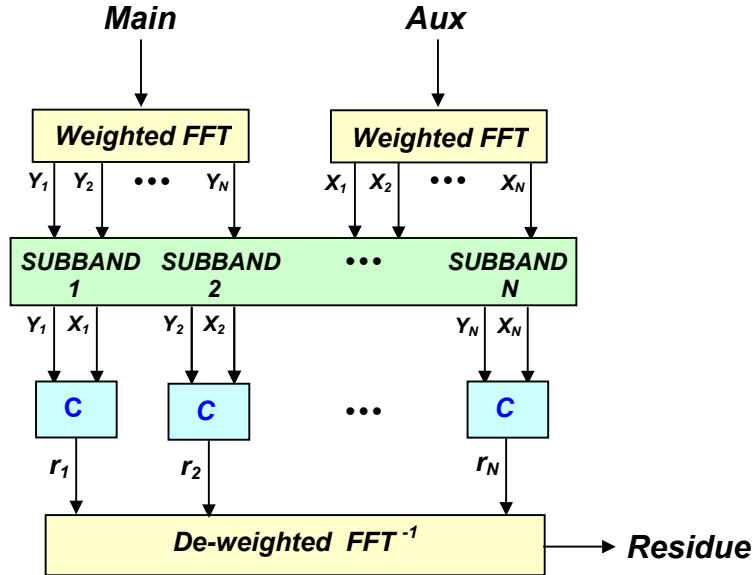 Main Aux
Weighted FFT Weighted FFT
Y1 Y2 ••• YN X1 X2 ••• XN
SUBBAND 1 SUBBAND 2 ••• SUBBAND N
Y1 X1 Y2 X2 YN XN
C C ••• C
r1 r2 rN
De-weighted FFT -1
Residue